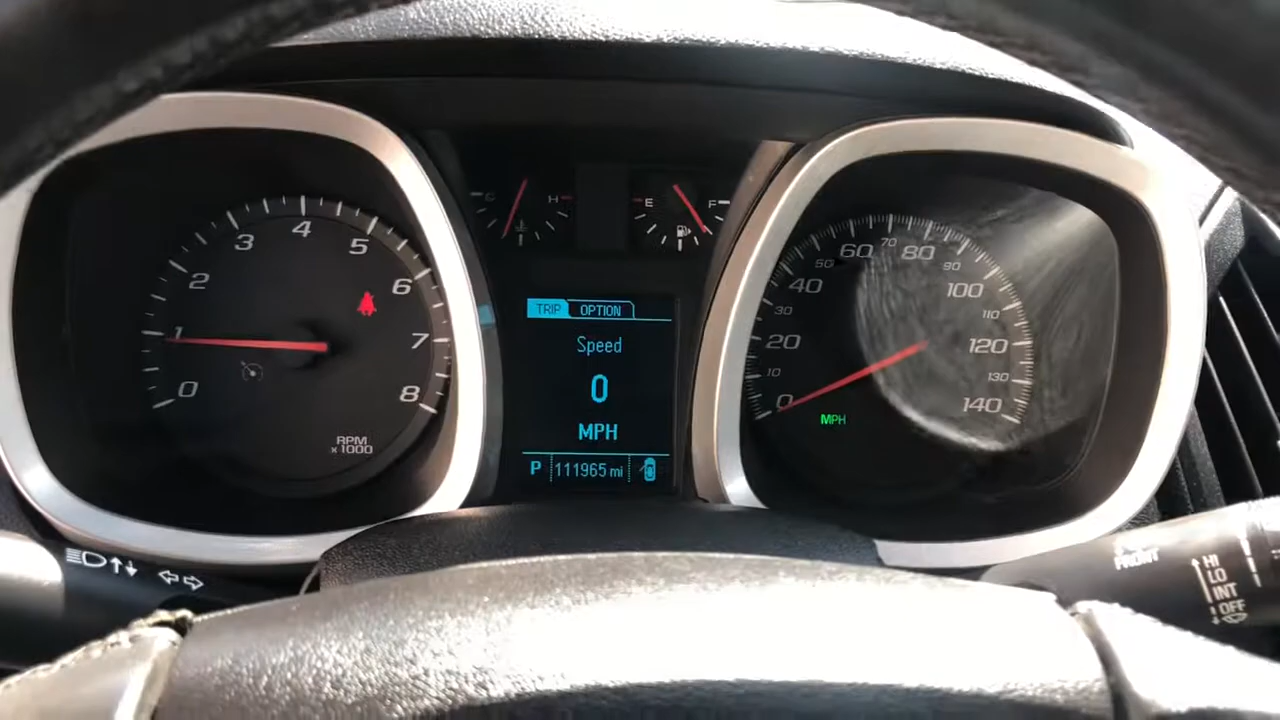 0 1 2 3 4 5 6 7 8
RPM
x1000
C H
E F
TRIP OPTION
Speed
0
MPH
P 111965 mi
0 10 20 30 40 50 60 70 80 90 100 110 120 130 140
MPH
FRONT
HI
LO
INT
OFF